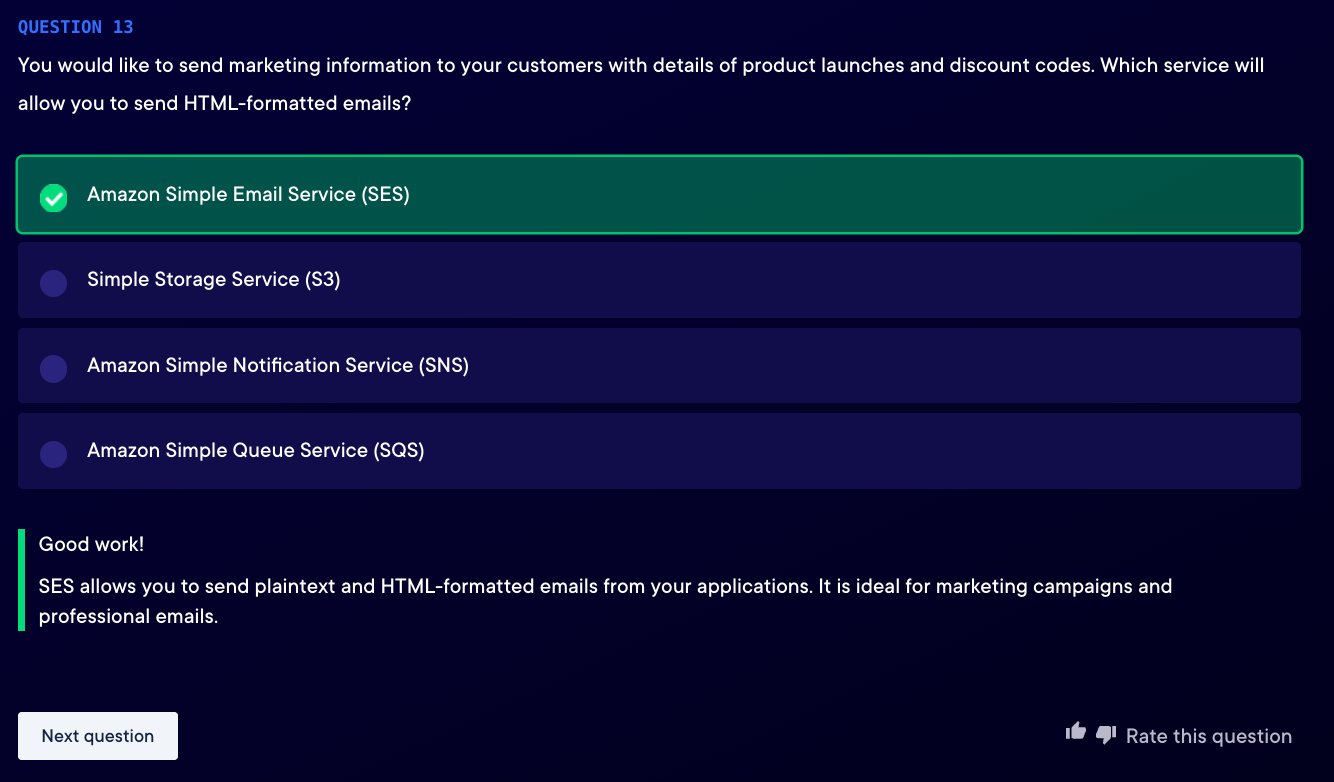 QUESTION 13
You would like to send marketing information to your customers with details of product launches and discount codes. Which service will
allow you to send HTML-formatted emails?
Amazon Simple Email Service (SES)
Simple Storage Service (S3)
Amazon Simple Notification Service (SNS)
Amazon Simple Queue Service (SQS)
Good work!
SES allows you to send plaintext and HTML-formatted emails from your applications. It is ideal for marketing campaigns and
professional emails.
Next question
Rate this question